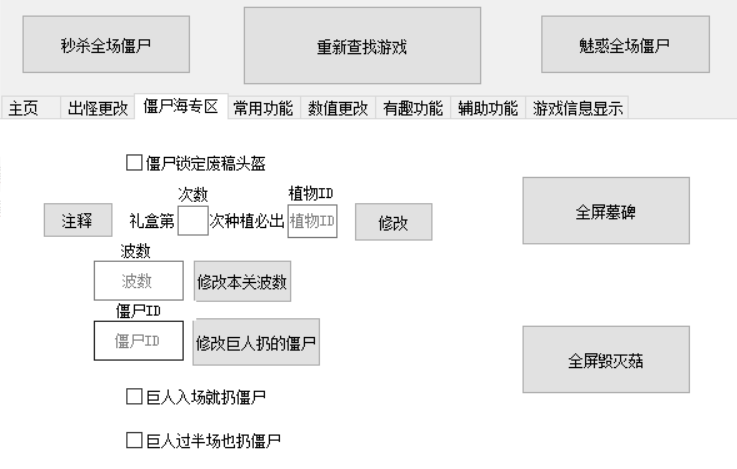 秒杀全场僵尸 重新查找游戏 魅惑全场僵尸
主页 出怪更改 僵尸海专区 常用功能 数值更改 有趣功能 辅助功能 游戏信息显示
僵尸锁定废稿头盔
次数 植物ID
注释 礼盒第 次种植必出 植物ID 修改
全屏墓碑
波数
波数 修改本关波数
僵尸ID
僵尸ID 修改巨人扔的僵尸
全屏毁灭菇
巨人入场就扔僵尸
巨人过半场也扔僵尸